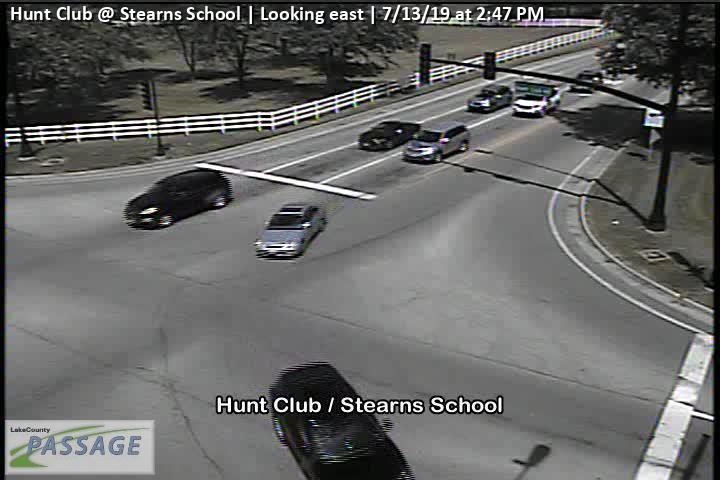 Hunt Club @ Stearns School | Looking east | 7/13/19 at 2:47 PM
Hunt Club / Stearns School
LakeCounty
PASSAGE